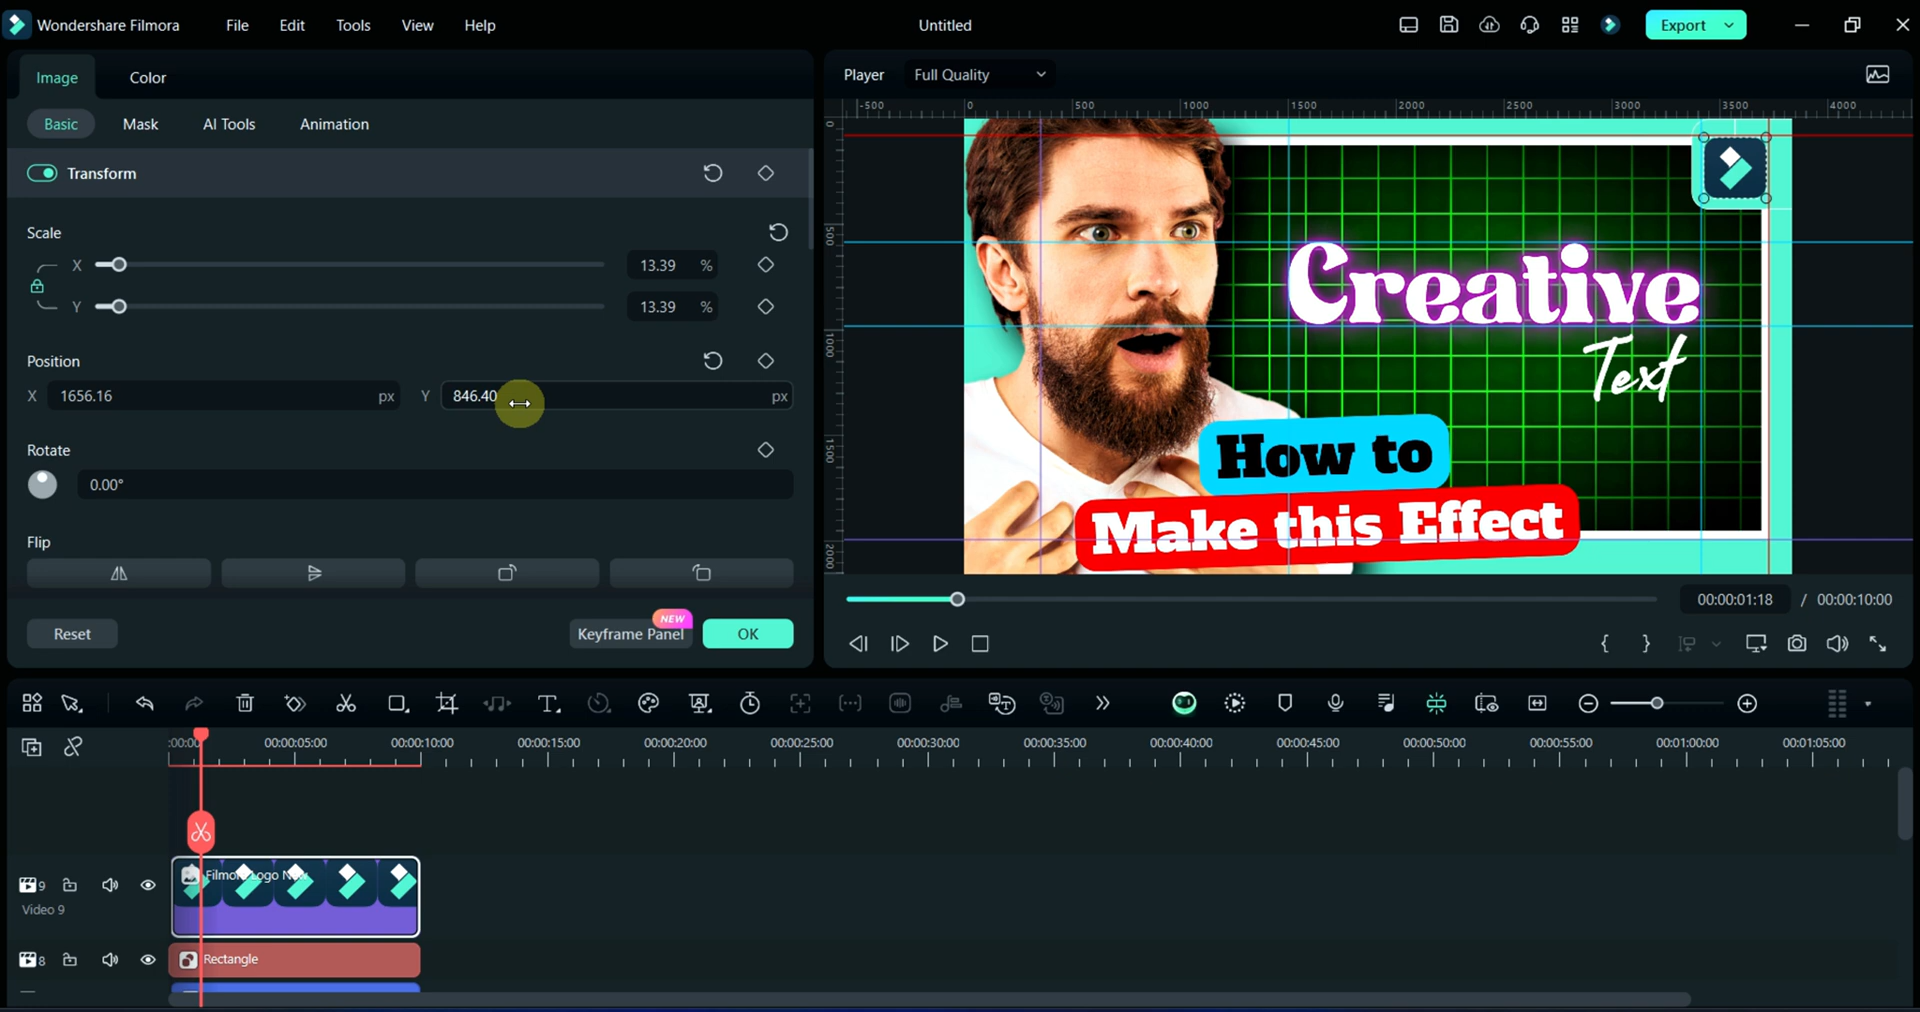 Wondershare Filmora
File
Edit
Tools
View
Help
Untitled
Export
Image
Color
Player
Full Quality
Basic
Mask
AI Tools
Animation
-500
0
500
1000
1500
2000
2500
3000
3500
4000
0
500
1000
1500
2000
Transform
Scale
X
13.39
%
Y
13.39
%
Position
X
1656.16
px
Y
846.40
px
Rotate
0.00°
Flip
Reset
NEW
Keyframe Panel
OK
Creative
Text
How to
Make this Effect
00:00:01:18
/
00:00:10:00
:00:00
00:00:05:00
00:00:10:00
00:00:15:00
00:00:20:00
00:00:25:00
00:00:30:00
00:00:35:00
00:00:40:00
00:00:45:00
00:00:50:00
00:00:55:00
00:01:00:00
00:01:05:00
9
Video 9
Logo
8
Rectangle